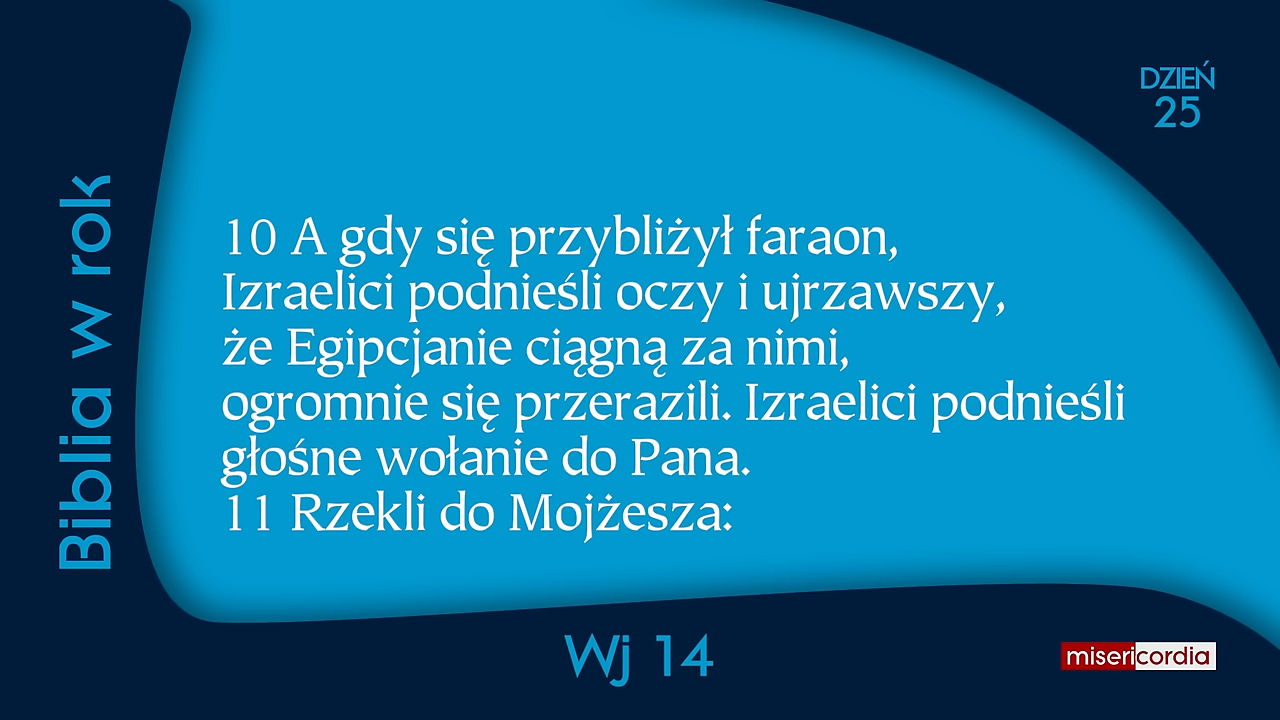 DZIEŃ
25
Biblia w rok
10 A gdy się przybliżył faraon,
Izraelici podnieśli oczy i ujrzawszy,
że Egipcjanie ciągną za nimi,
ogromnie się przerazili. Izraelici podnieśli
głośne wołanie do Pana.
11 Rzekli do Mojżesza:
Wj 14
misericordia